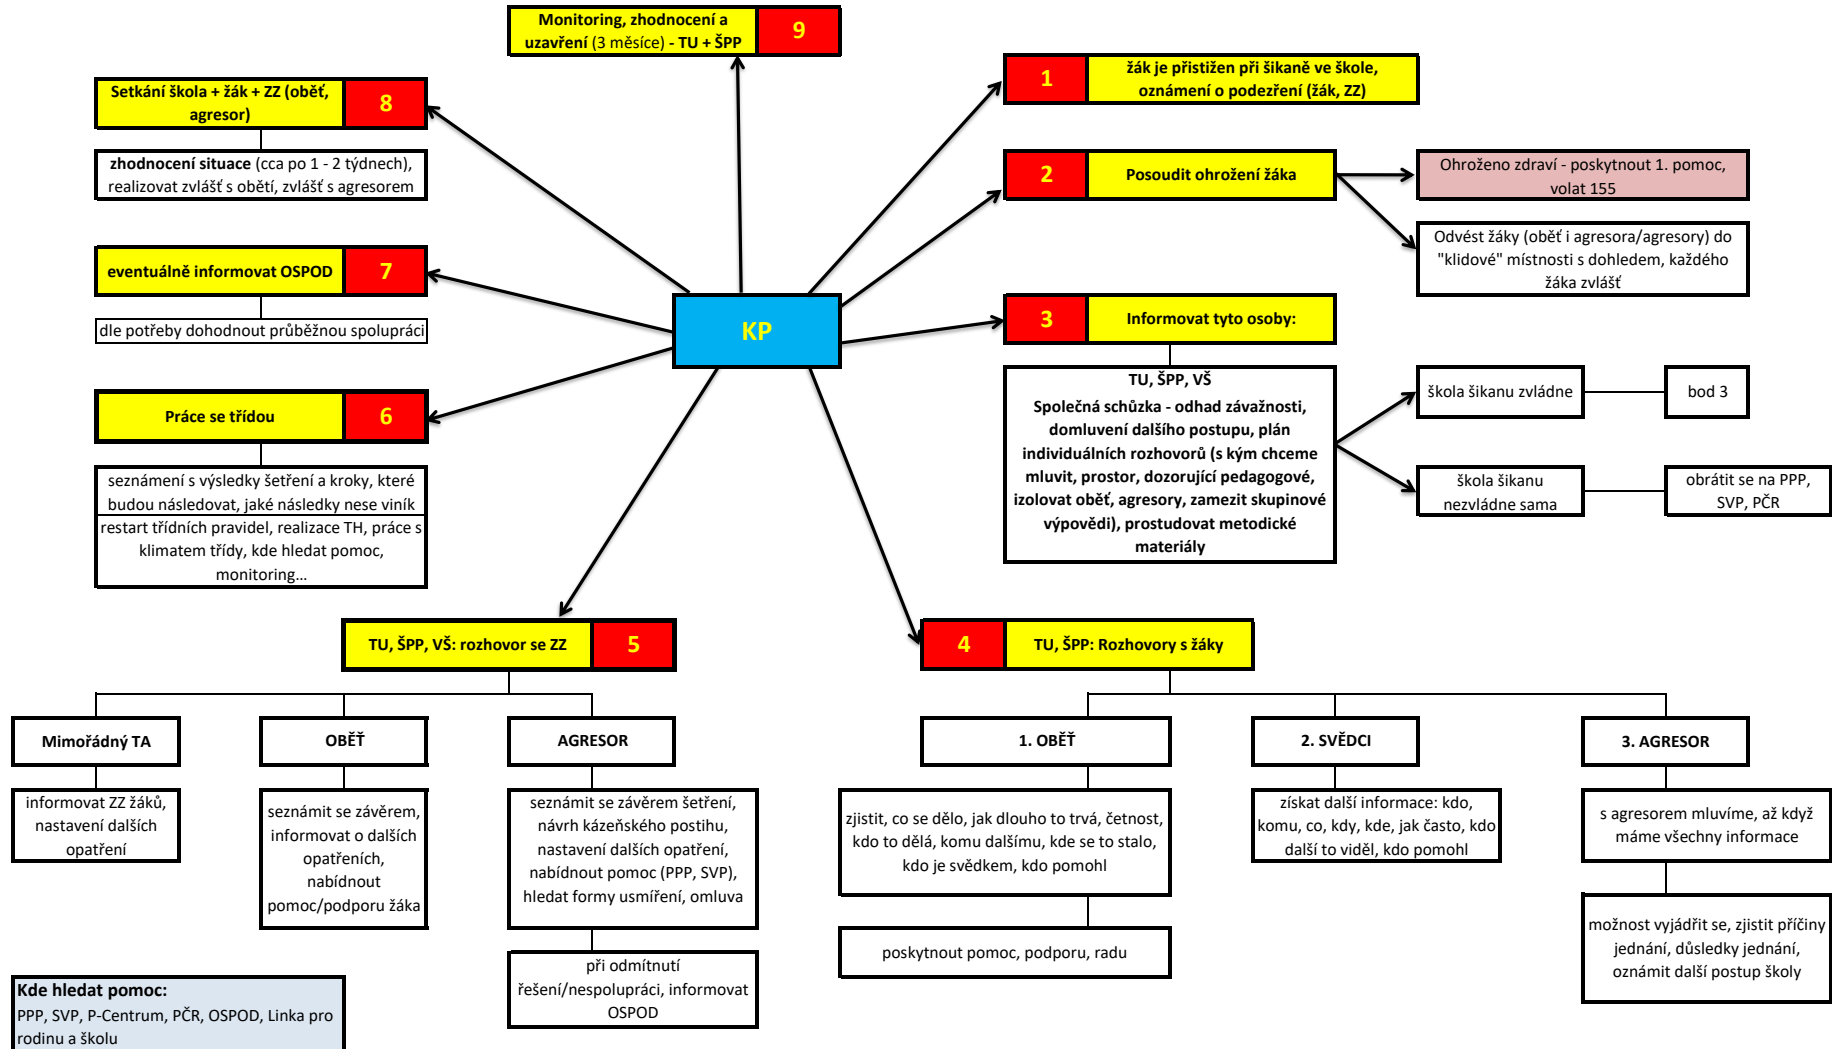 KP
1
žák je přistižen při šikaně ve škole,
oznámení o podezření (žák, ZZ)
2
Posoudit ohrožení žáka
Ohroženo zdraví - poskytnout 1. pomoc,
volat 155
Odvést žáky (oběť i agresora/agresory) do
"klidové" místnosti s dohledem, každého
žáka zvlášť
3
Informovat tyto osoby:
TU, ŠPP, VŠ
Společná schůzka - odhad závažnosti,
domluvení dalšího postupu, plán
individuálních rozhovorů (s kým chceme
mluvit, prostor, dozorující pedagogové,
izolovat oběť, agresory, zamezit skupinové
výpovědi), prostudovat metodické
materiály
škola šikanu zvládne
bod 3
škola šikanu
nezvládne sama
obrátit se na PPP,
SVP, PČR
4
TU, ŠPP: Rozhovory s žáky
1. OBĚŤ
zjistit, co se dělo, jak dlouho to trvá, četnost,
kdo to dělá, komu dalšímu, kde se to stalo,
kdo je svědkem, kdo pomohl
poskytnout pomoc, podporu, radu
2. SVĚDCI
získat další informace: kdo,
komu, co, kdy, kde, jak často, kdo
další to viděl, kdo pomohl
3. AGRESOR
s agresorem mluvíme, až když
máme všechny informace
možnost vyjádřit se, zjistit příčiny
jednání, důsledky jednání,
oznámit další postup školy
TU, ŠPP, VŠ: rozhovor se ZZ
5
Mimořádný TA
informovat ZZ žáků,
nastavení dalších
opatření
OBĚŤ
seznámit se závěrem,
informovat o dalších
opatřeních,
nabídnout
pomoc/podporu žáka
AGRESOR
seznámit se závěrem šetření,
návrh kázeňského postihu,
nastavení dalších opatření,
nabídnout pomoc (PPP, SVP),
hledat formy usmíření, omluva
při odmítnutí
řešení/nespolupráci, informovat
OSPOD
Práce se třídou
6
seznámení s výsledky šetření a kroky, které
budou následovat, jaké následky nese viník
restart třídních pravidel, realizace TH, práce s
klimatem třídy, kde hledat pomoc,
monitoring…
eventuálně informovat OSPOD
7
dle potřeby dohodnout průběžnou spolupráci
Setkání škola + žák + ZZ (oběť,
agresor)
8
zhodnocení situace (cca po 1 - 2 týdnech),
realizovat zvlášť s obětí, zvlášť s agresorem
Monitoring, zhodnocení a
uzavření (3 měsíce) - TU + ŠPP
9
Kde hledat pomoc:
PPP, SVP, P-Centrum, PČR, OSPOD, Linka pro
rodinu a školu